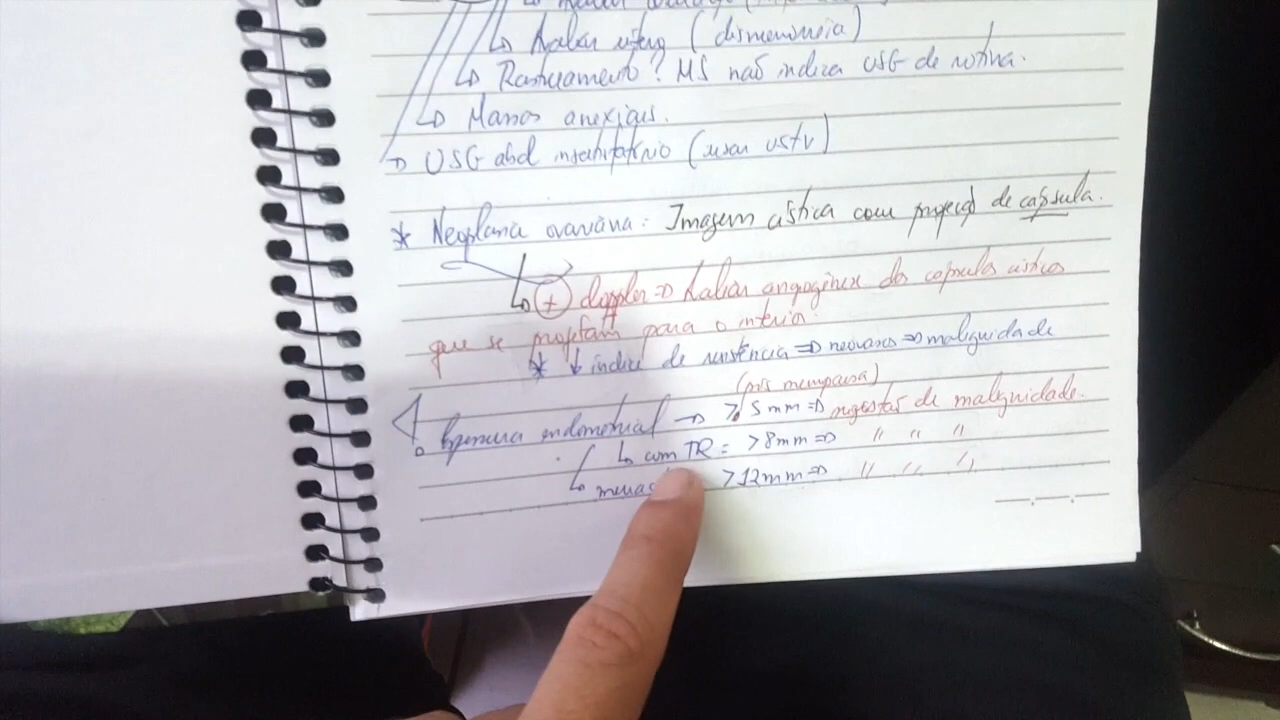 ↳ Avaliar útero (dismenorreia)
↳ Rastreamento? MS não indica USG de rotina.
↳ Massas anexiais.
→ USG abd insatisfatório (usar USTV)
* Neoplasia ovariana: Imagem cística com projeção de cápsula.
↳ (+) doppler ⇒ Avaliar angiogênese das cápsulas císticas
que se projetam para o interior.
* ↓ índice de resistência ⇒ neovasos ⇒ malignidade
(pós menopausa)
Espessura endometrial → > 5mm ⇒ sugestão de malignidade.
↳ com TR = >8mm ⇒ " " "
↳ >12mm ⇒ " " "